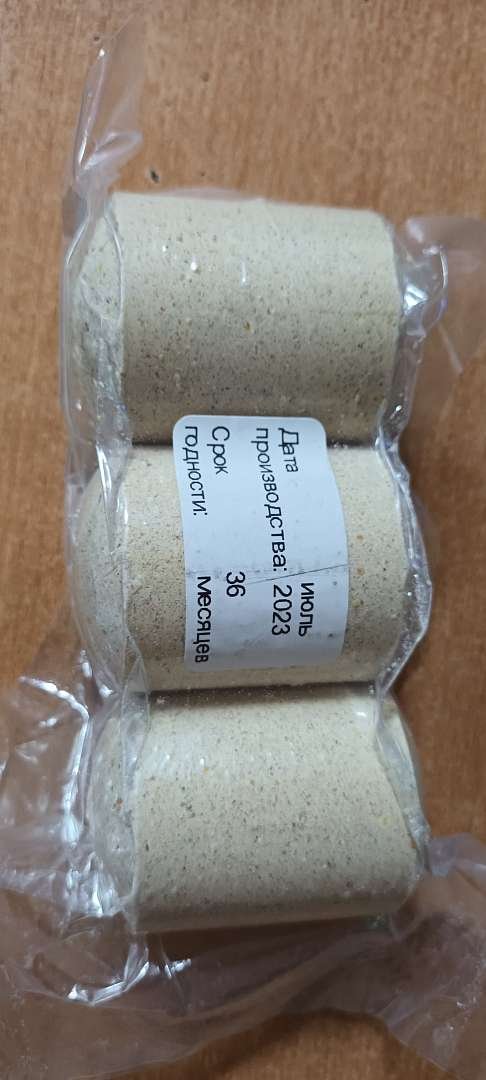 Дата
производства: июль 2023
Срок
годности: 36 месяцев